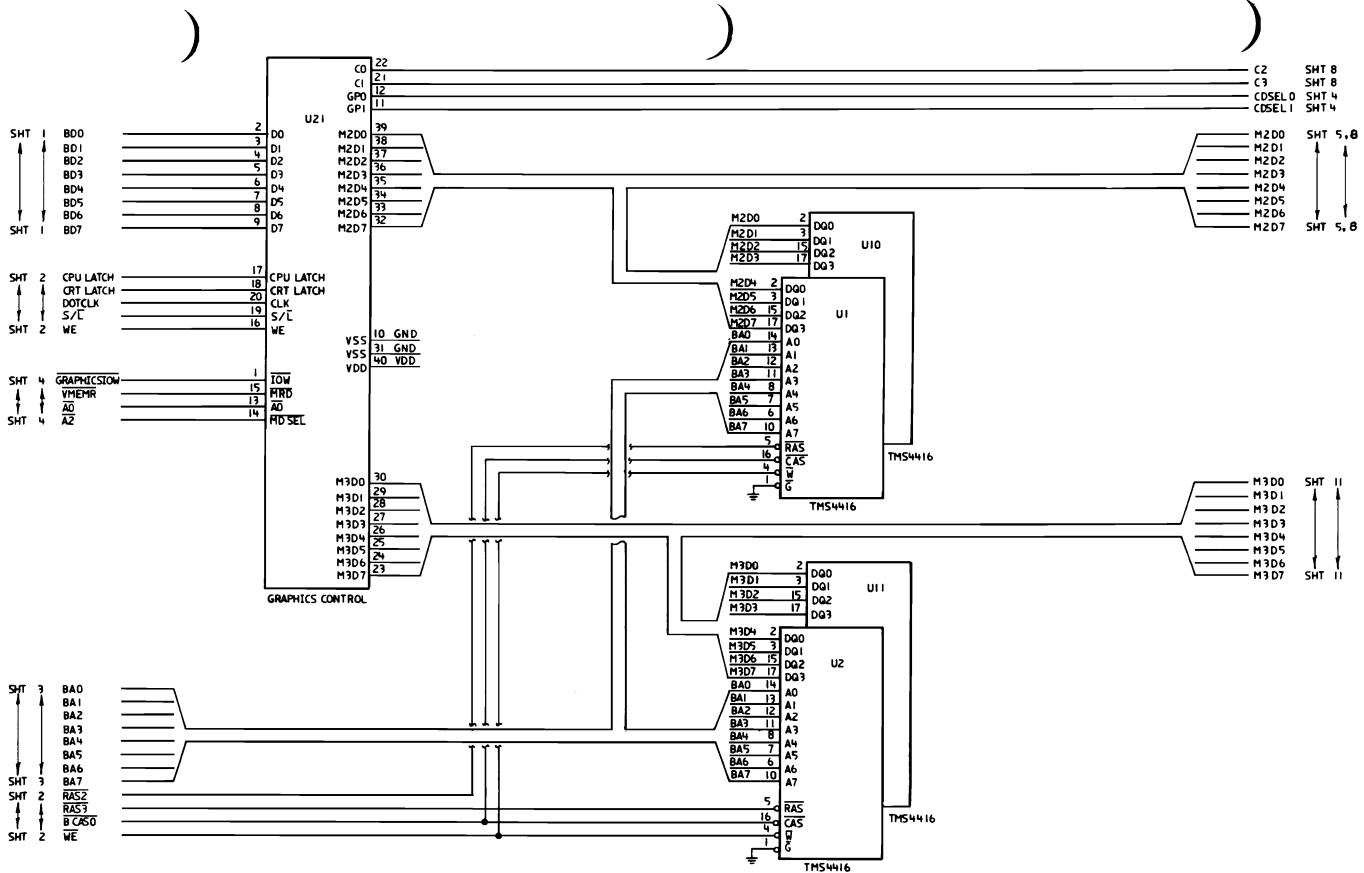 C0 22 C2 SHT 8
C1 21 C3 SHT 8
GP0 12 CDSEL0 SHT 4
GP1 11 CDSEL1 SHT 4
U21
SHT 1 BD0 2 D0 M2D0 39 M2D0 SHT 5,8
BD1 3 D1 M2D1 38 M2D1
BD2 4 D2 M2D2 37 M2D2
BD3 5 D3 M2D3 36 M2D3
BD4 6 D4 M2D4 35 M2D4
BD5 7 D5 M2D5 34 M2D5
BD6 8 D6 M2D6 33 M2D6
SHT 1 BD7 9 D7 M2D7 32 M2D7 SHT 5,8
M2D0 2 DQ0
M2D1 3 DQ1 U10
M2D2 15 DQ2
M2D3 17 DQ3
SHT 2 CPU LATCH 17 CPU LATCH
CRT LATCH 18 CRT LATCH
DOTCLK 20 CLK
S/L̅ 19 S/L̅
SHT 2 WE 16 WE
M2D4 2 DQ0
M2D5 3 DQ1
M2D6 15 DQ2 U1
M2D7 17 DQ3
BA0 14 A0
BA1 13 A1
BA2 12 A2
BA3 11 A3
BA4 8 A4
BA5 7 A5
BA6 6 A6
BA7 10 A7
5 RAS
16 CAS
4 W
1 G
TMS4416
TMS4416
VSS 10 GND
VSS 31 GND
VDD 40 VDD
SHT 4 GRAPHICSIOW 1 IOW
VMEMR 15 MRD
A0 13 A0
SHT 4 A2 14 MD SEL
M3D0 30 M3D0 SHT 11
M3D1 29 M3D1
M3D2 28 M3D2
M3D3 27 M3D3
M3D4 26 M3D4
M3D5 25 M3D5
M3D6 24 M3D6
M3D7 23 M3D7 SHT 11
GRAPHICS CONTROL
M3D0 2 DQ0
M3D1 3 DQ1 U11
M3D2 15 DQ2
M3D3 17 DQ3
M3D4 2 DQ0
M3D5 3 DQ1
M3D6 15 DQ2 U2
M3D7 17 DQ3
BA0 14 A0
BA1 13 A1
BA2 12 A2
BA3 11 A3
BA4 8 A4
BA5 7 A5
BA6 6 A6
BA7 10 A7
5 RAS
16 CAS
4 W
1 G
TMS4416
TMS4416
SHT 3 BA0
BA1
BA2
BA3
BA4
BA5
BA6
SHT 3 BA7
SHT 2 RAS2
RAS3
B CAS0
SHT 2 WE